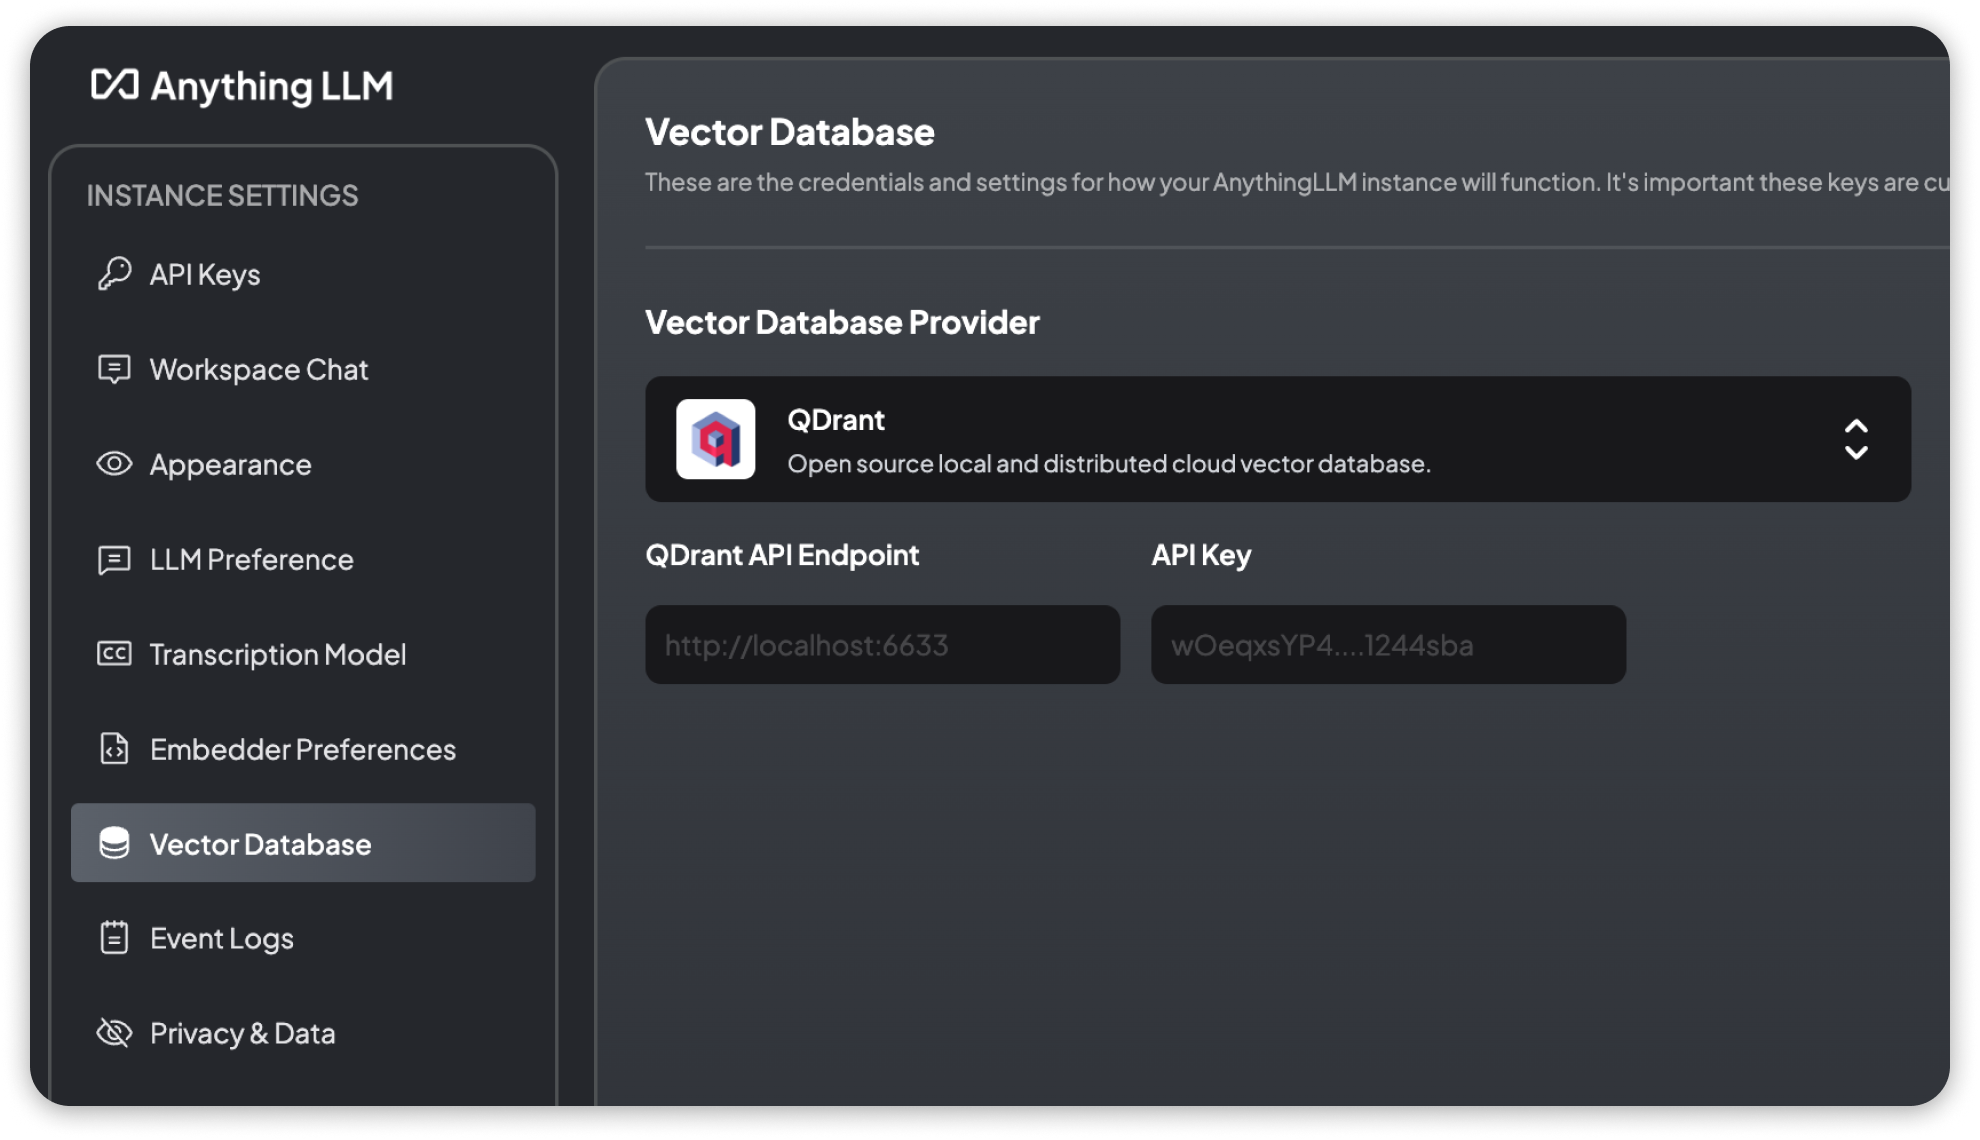 Anything LLM
INSTANCE SETTINGS
API Keys
Workspace Chat
Appearance
LLM Preference
Transcription Model
Embedder Preferences
Vector Database
Event Logs
Privacy & Data
Vector Database
These are the credentials and settings for how your AnythingLLM instance will function. It's important these keys are cu
Vector Database Provider
QDrant
Open source local and distributed cloud vector database.
QDrant API Endpoint
http://localhost:6633
API Key
wOeqxsYP4....1244sba